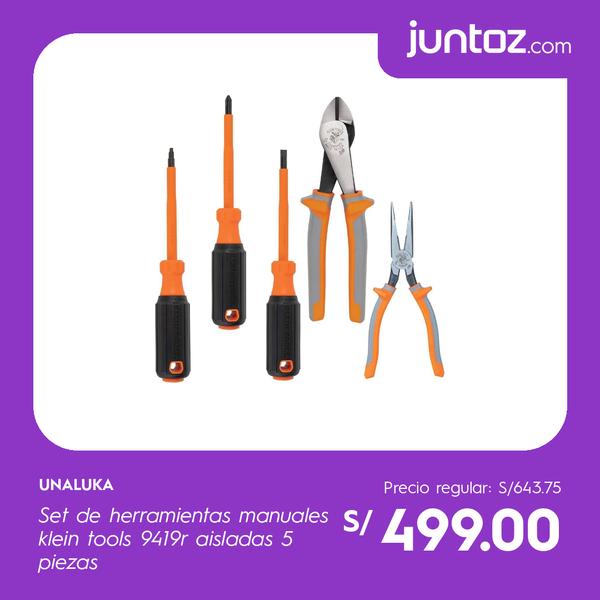 juntoz.com
UNALUKA
Set de herramientas manuales
klein tools 9419r aisladas 5
piezas
Precio regular: S/643.75
S/ 499.00